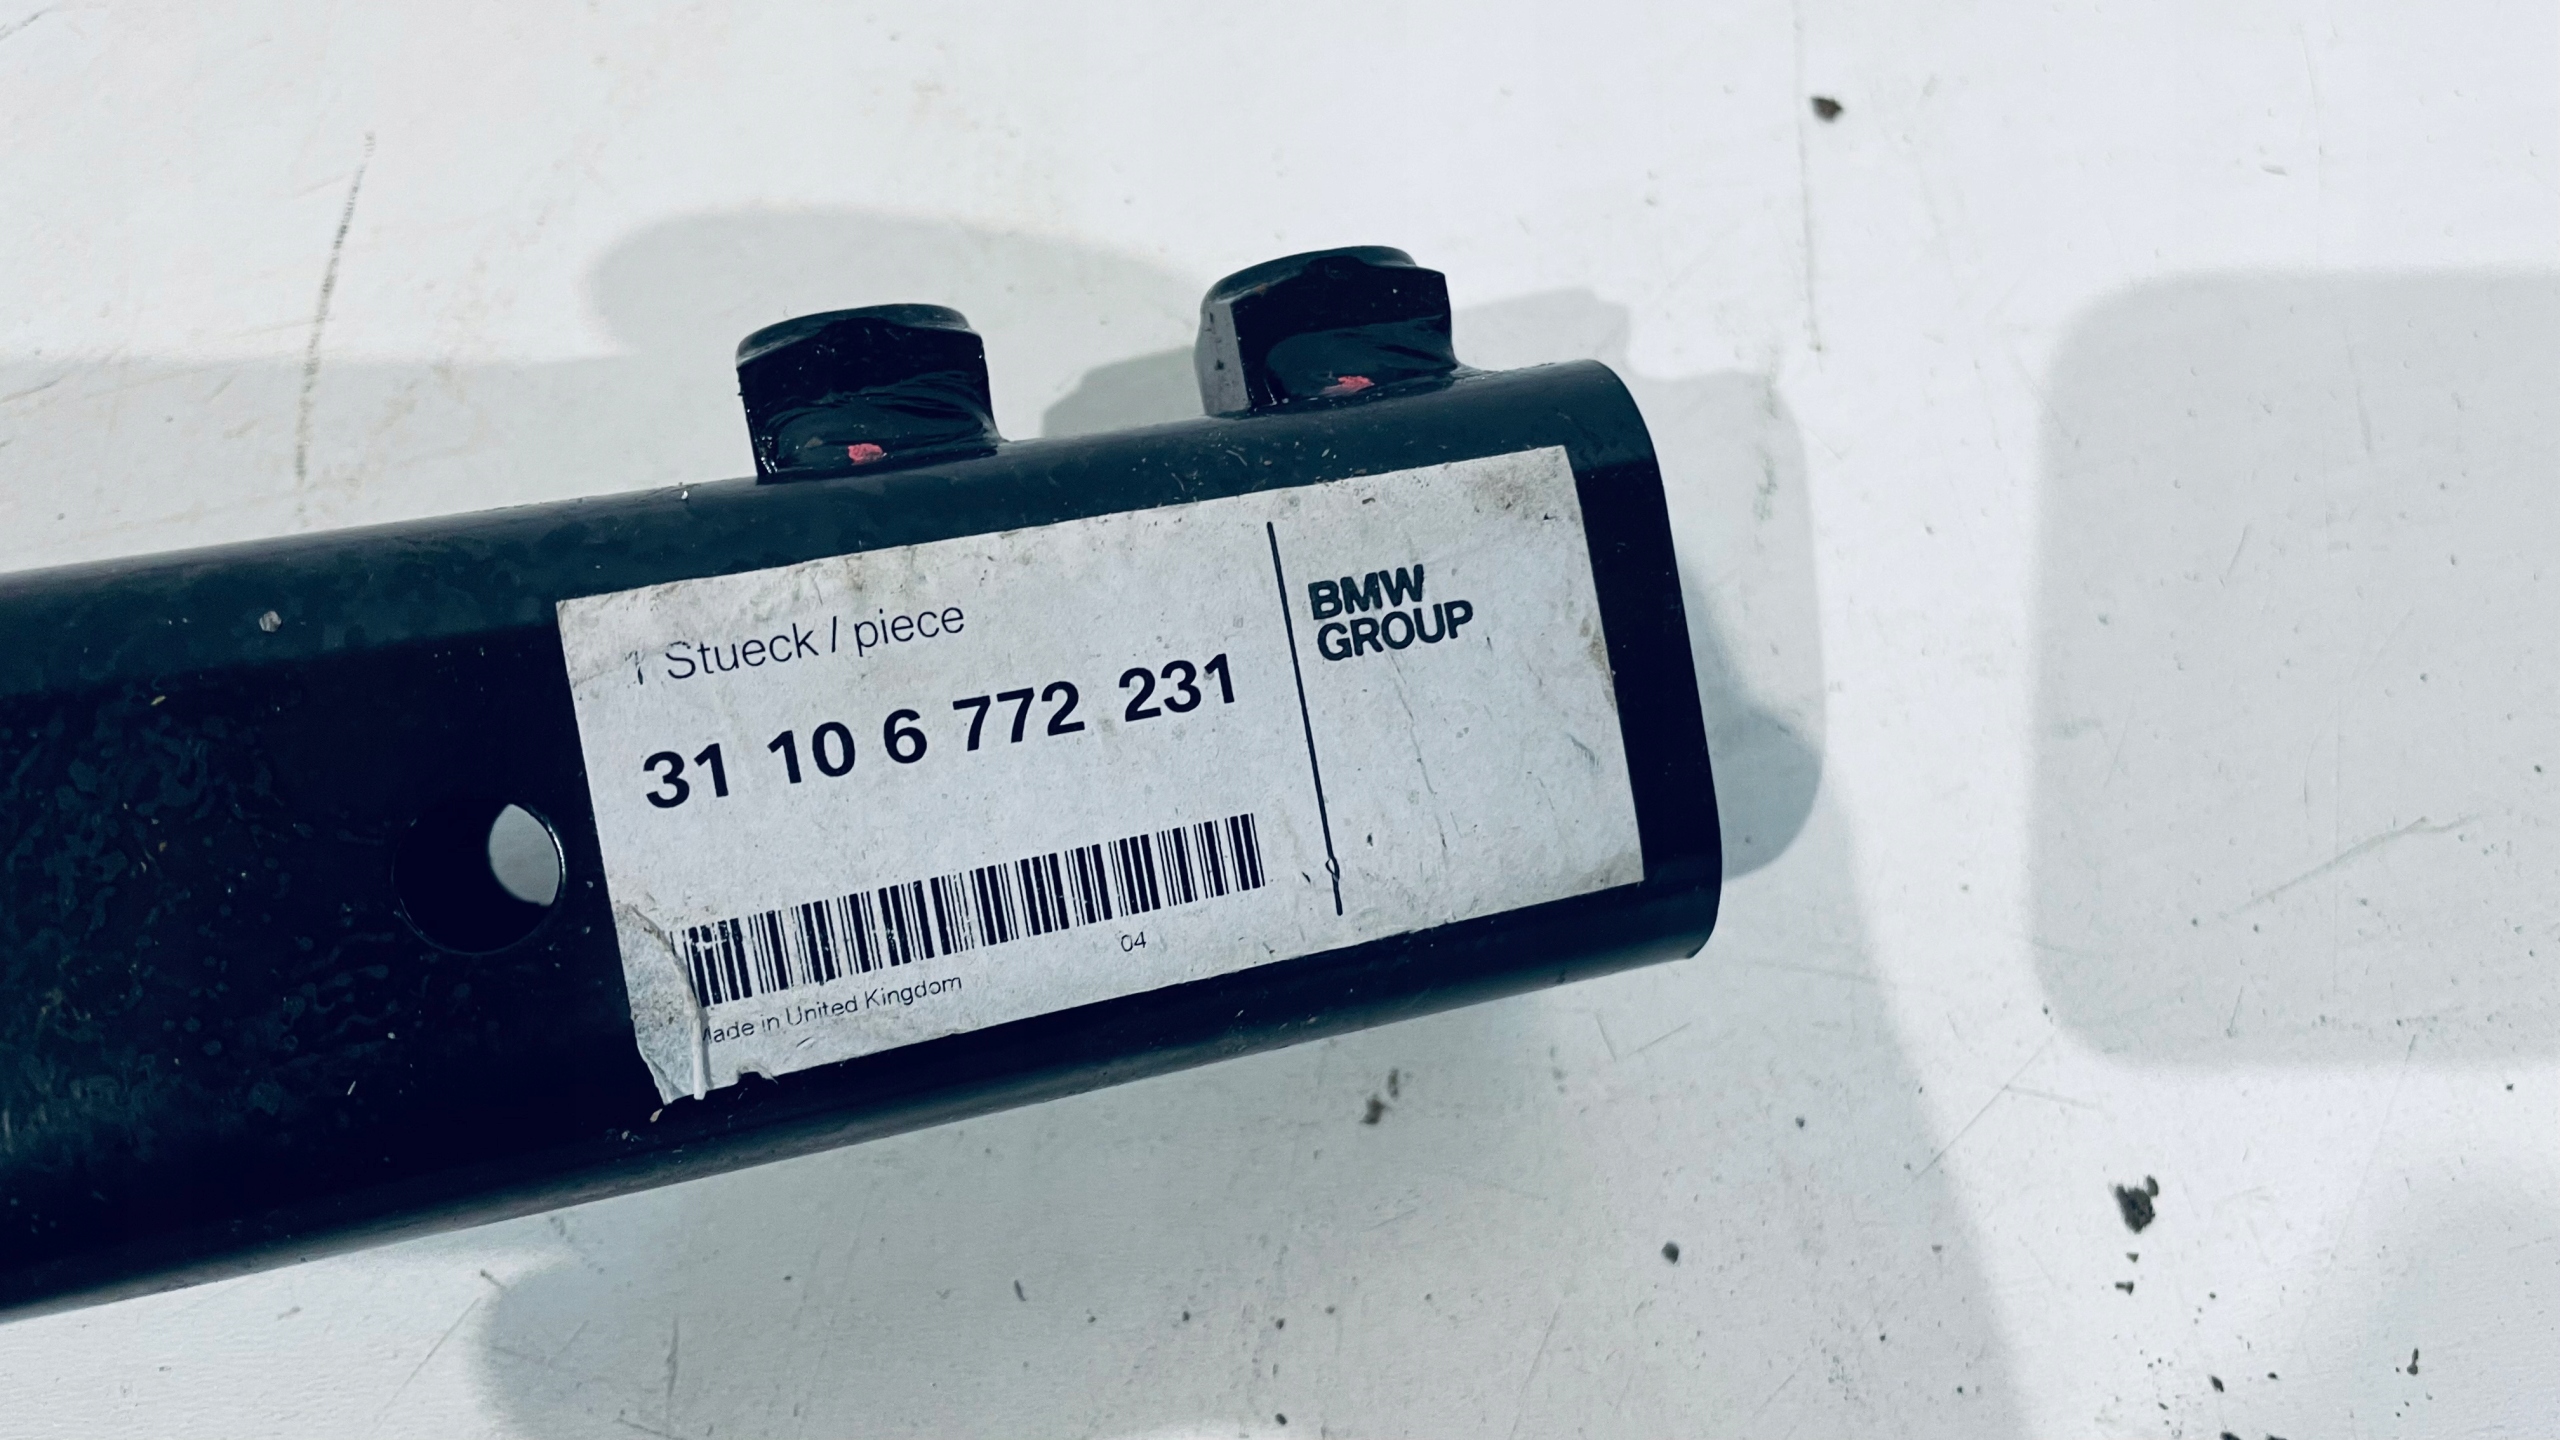 1 Stueck / piece
31 10 6 772 231
04
Made in United Kingdom
BMW
GROUP